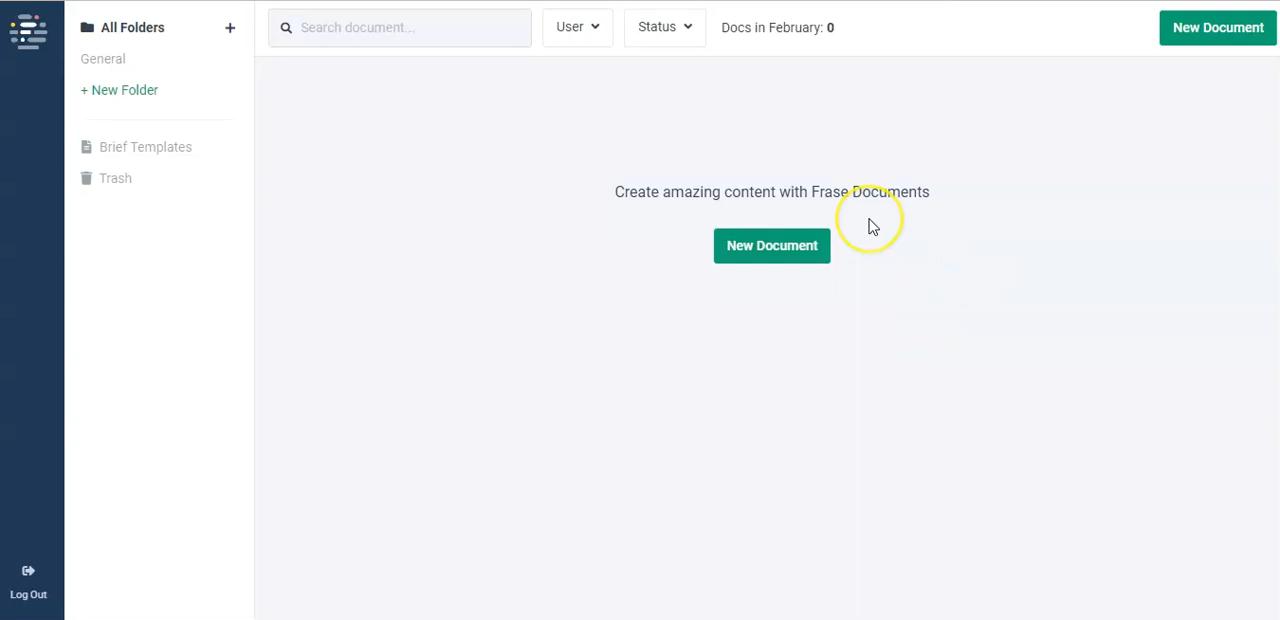 All Folders
General
+ New Folder
Brief Templates
Trash
Log Out
Search document...
User
Status
Docs in February: 0
New Document
Create amazing content with Frase Documents
New Document